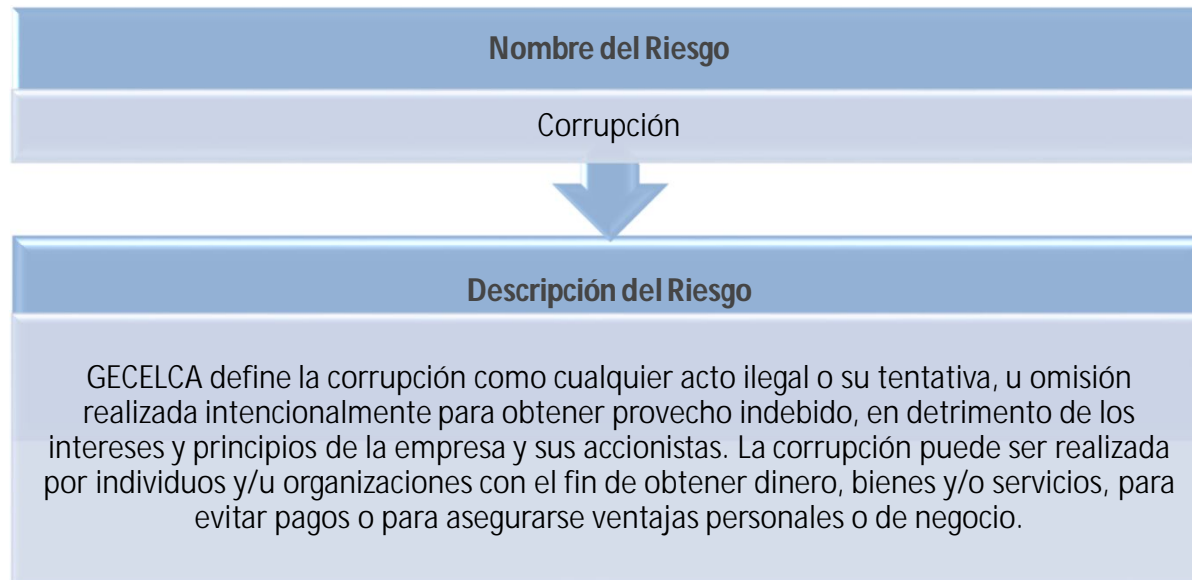 Nombre del Riesgo
Corrupción
Descripción del Riesgo
GECELCA define la corrupción como cualquier acto ilegal o su tentativa, u omisión
realizada intencionalmente para obtener provecho indebido, en detrimento de los
intereses y principios de la empresa y sus accionistas. La corrupción puede ser realizada
por individuos y/u organizaciones con el fin de obtener dinero, bienes y/o servicios, para
evitar pagos o para asegurarse ventajas personales o de negocio.